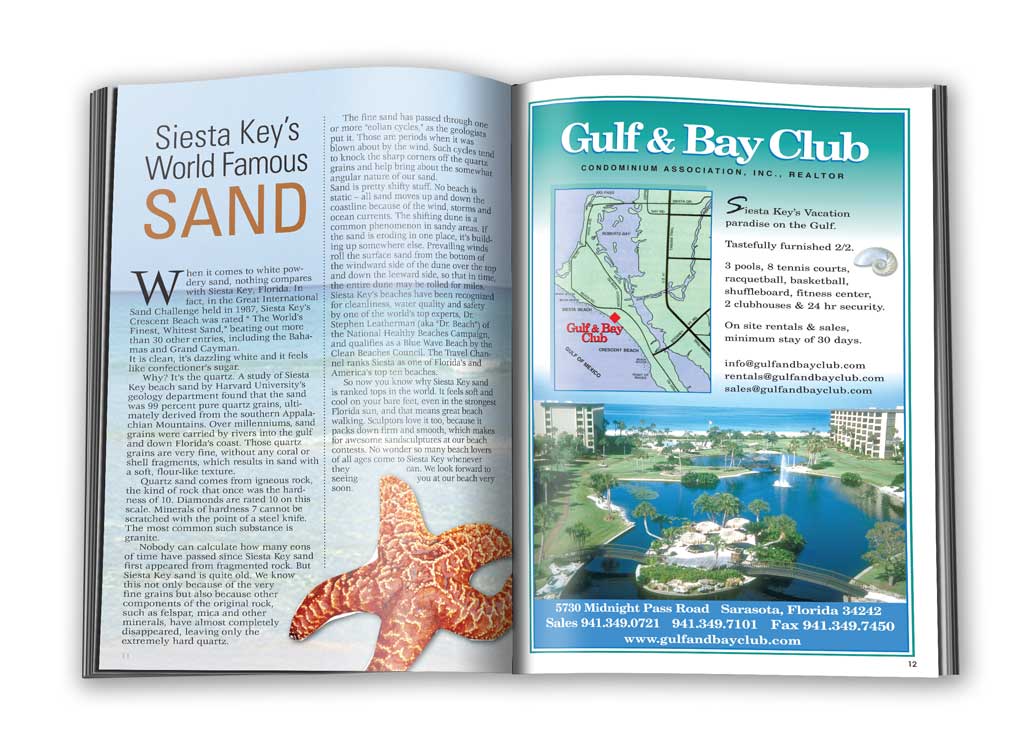 Siesta Key's
World Famous
SAND
When it comes to white pow-
dery sand, nothing compares
with Siesta Key, Florida. In
fact, in the Great International
Sand Challenge held in 1987, Siesta Key's
Crescent Beach was rated " The World's
Finest, Whitest Sand," beating out more
than 30 other entries, including the Baha-
mas and Grand Cayman.
It is clean, it's dazzling white and it feels
like confectioner's sugar.
Why? It's the quartz. A study of Siesta
Key beach sand by Harvard University's
geology department found that the sand
was 99 percent pure quartz grains, ulti-
mately derived from the southern Appala-
chian Mountains. Over millenniums, sand
grains were carried by rivers into the gulf
and down Florida's coast. Those quartz
grains are very fine, without any coral or
shell fragments, which results in sand with
a soft, flour-like texture.
Quartz sand comes from igneous rock,
the kind of rock that once was the hard-
ness of 10. Diamonds are rated 10 on this
scale. Minerals of hardness 7 cannot be
scratched with the point of a steel knife.
The most common such substance is
granite.
Nobody can calculate how many eons
of time have passed since Siesta Key sand
first appeared from fragmented rock. But
Siesta Key sand is quite old. We know
this not only because of the very
fine grains but also because other
components of the original rock,
such as felspar, mica and other
minerals, have almost completely
disappeared, leaving only the
extremely hard quartz.
11
The fine sand has passed through one
or more "eolian cycles," as the geologists
put it. Those are periods when it was
blown about by the wind. Such cycles tend
to knock the sharp corners off the quartz
grains and help bring about the somewhat
angular nature of our sand.
Sand is pretty shifty stuff. No beach is
static – all sand moves up and down the
coastline because of the wind, storms and
ocean currents. The shifting dune is a
common phenomenon in sandy areas. If
the sand is eroding in one place, it's build-
ing up somewhere else. Prevailing winds
roll the surface sand from the bottom of
the windward side of the dune over the top
and down the leeward side, so that in time,
the entire dune may be rolled for miles.
Siesta Key's beaches have been recognized
for cleanliness, water quality and safety
by one of the world's top experts, Dr.
Stephen Leatherman (aka "Dr. Beach") of
the National Healthy Beaches Campaign,
and qualifies as a Blue Wave Beach by the
Clean Beaches Council. The Travel Chan-
nel ranks Siesta as one of Florida's and
America's top ten beaches.
So now you know why Siesta Key sand
is ranked tops in the world. It feels soft and
cool on your bare feet, even in the strongest
Florida sun, and that means great beach
walking. Sculptors love it too, because it
packs down firm and smooth, which makes
for awesome sandsculptures at our beach
contests. No wonder so many beach lovers
of all ages come to Siesta Key whenever
they can. We look forward to
seeing you at our beach very
soon.
Gulf & Bay Club
CONDOMINIUM ASSOCIATION, INC., REALTOR
BIG PASS
SIESTA DR.
BAY RD.
ROBERTS BAY
SIESTA BEACH
Gulf & Bay
Club
CRESCENT BEACH
GULF OF MEXICO
POINT OF ROCKS
Siesta Key's Vacation
paradise on the Gulf.
Tastefully furnished 2/2.
3 pools, 8 tennis courts,
racquetball, basketball,
shuffleboard, fitness center,
2 clubhouses & 24 hr security.
On site rentals & sales,
minimum stay of 30 days.
info@gulfandbayclub.com
rentals@gulfandbayclub.com
sales@gulfandbayclub.com
5730 Midnight Pass Road Sarasota, Florida 34242
Sales 941.349.0721 941.349.7101 Fax 941.349.7450
www.gulfandbayclub.com
12